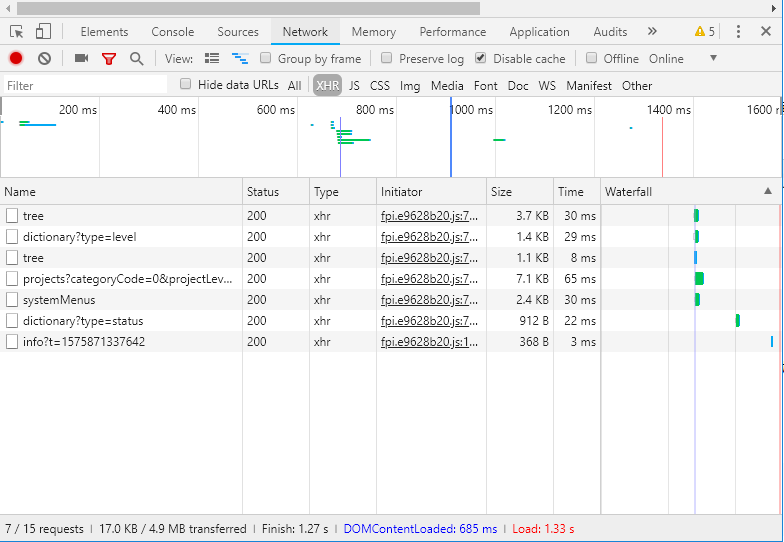 Elements Console Sources Network Memory Performance Application Audits » 5
View: Group by frame Preserve log Disable cache Offline Online
Filter Hide data URLs All XHR JS CSS Img Media Font Doc WS Manifest Other
200 ms 400 ms 600 ms 800 ms 1000 ms 1200 ms 1400 ms 1600 m
Name Status Type Initiator Size Time Waterfall
tree 200 xhr fpi.e9628b20.js:7... 3.7 KB 30 ms
dictionary?type=level 200 xhr fpi.e9628b20.js:7... 1.4 KB 29 ms
tree 200 xhr fpi.e9628b20.js:7... 1.1 KB 8 ms
projects?categoryCode=0&projectLev... 200 xhr fpi.e9628b20.js:7... 7.1 KB 65 ms
systemMenus 200 xhr fpi.e9628b20.js:7... 2.4 KB 30 ms
dictionary?type=status 200 xhr fpi.e9628b20.js:7... 912 B 22 ms
info?t=1575871337642 200 xhr fpi.e9628b20.js:1... 368 B 3 ms
7 / 15 requests | 17.0 KB / 4.9 MB transferred | Finish: 1.27 s | DOMContentLoaded: 685 ms | Load: 1.33 s